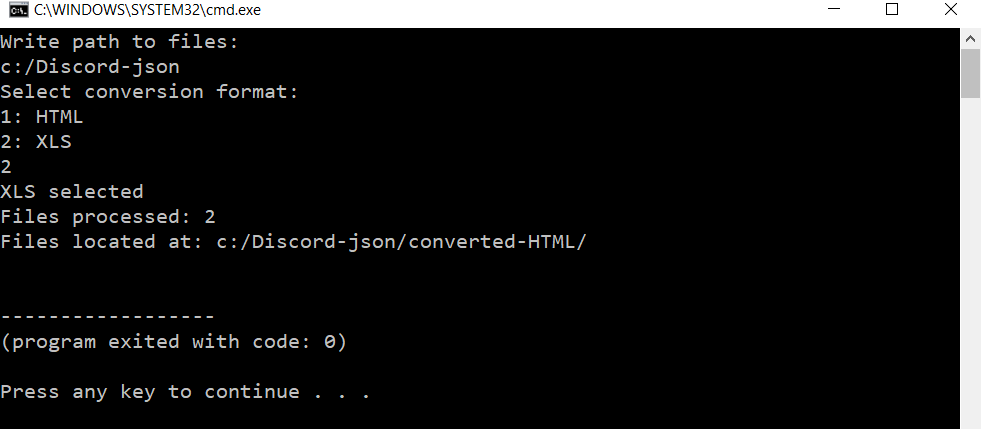 C:\WINDOWS\SYSTEM32\cmd.exe
Write path to files:
c:/Discord-json
Select conversion format:
1: HTML
2: XLS
2
XLS selected
Files processed: 2
Files located at: c:/Discord-json/converted-HTML/
------------------
(program exited with code: 0)
Press any key to continue . . .